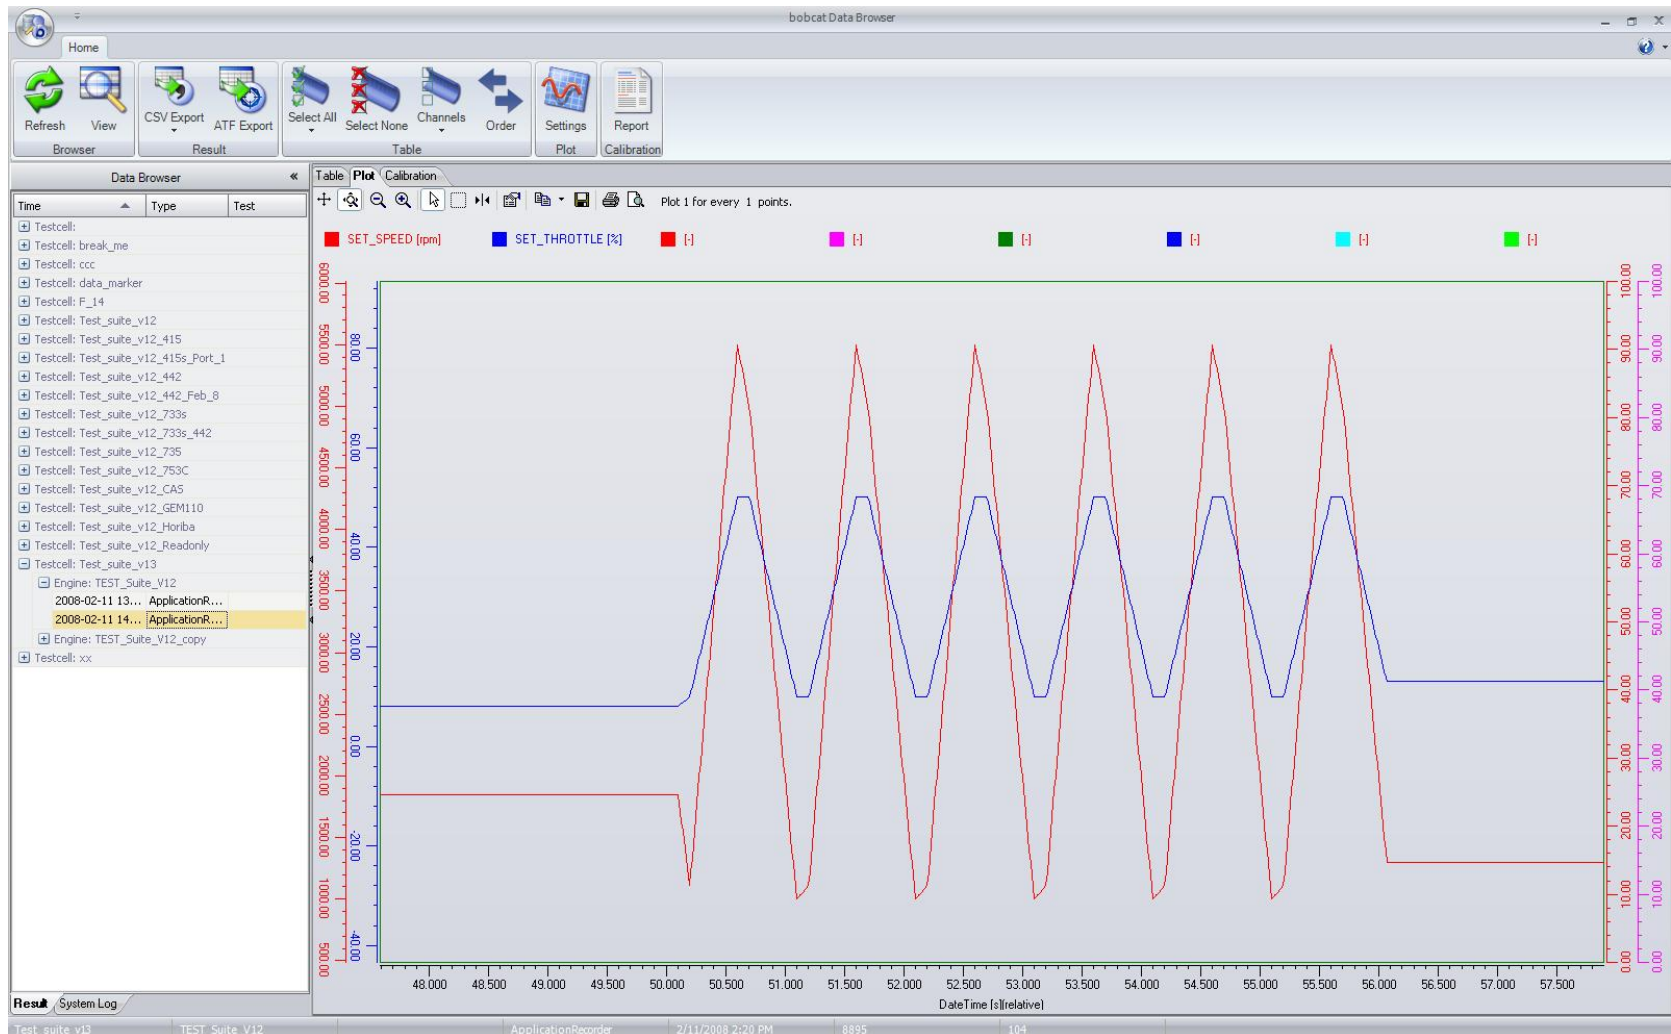 bobcat Data Browser
Home
Refresh View CSV Export ATF Export Select All Select None Channels Order Settings Report
Browser Result Table Plot Calibration
Data Browser «
Table Plot Calibration
Time Type Test
Plot 1 for every 1 points.
Testcell:
Testcell: break_me
Testcell: ccc
Testcell: data_marker
Testcell: F_14
Testcell: Test_suite_v12
Testcell: Test_suite_v12_415
Testcell: Test_suite_v12_415s_Port_1
Testcell: Test_suite_v12_442
Testcell: Test_suite_v12_442_Feb_8
Testcell: Test_suite_v12_733s
Testcell: Test_suite_v12_733s_442
Testcell: Test_suite_v12_735
Testcell: Test_suite_v12_753C
Testcell: Test_suite_v12_CAS
Testcell: Test_suite_v12_GEM110
Testcell: Test_suite_v12_Horiba
Testcell: Test_suite_v12_Readonly
Testcell: Test_suite_v13
Engine: TEST_Suite_V12
2008-02-11 13... ApplicationR...
2008-02-11 14... ApplicationR...
Engine: TEST_Suite_V12_copy
Testcell: xx
SET_SPEED [rpm] SET_THROTTLE [%] [-] [-] [-] [-] [-] [-]
6000.00
5500.00
5000.00
4500.00
4000.00
3500.00
3000.00
2500.00
2000.00
1500.00
1000.00
500.00
80.00
60.00
40.00
20.00
0.00
-20.00
-40.00
100.00
90.00
80.00
70.00
60.00
50.00
40.00
30.00
20.00
10.00
0.00
100.00
90.00
80.00
70.00
60.00
50.00
40.00
30.00
20.00
10.00
0.00
48.000 48.500 49.000 49.500 50.000 50.500 51.000 51.500 52.000 52.500 53.000 53.500 54.000 54.500 55.000 55.500 56.000 56.500 57.000 57.500
DateTime [s](relative)
Result System Log
Test_suite_v13 TEST_Suite_V12 ApplicationRecorder 2/11/2008 2:20 PM 8895 104